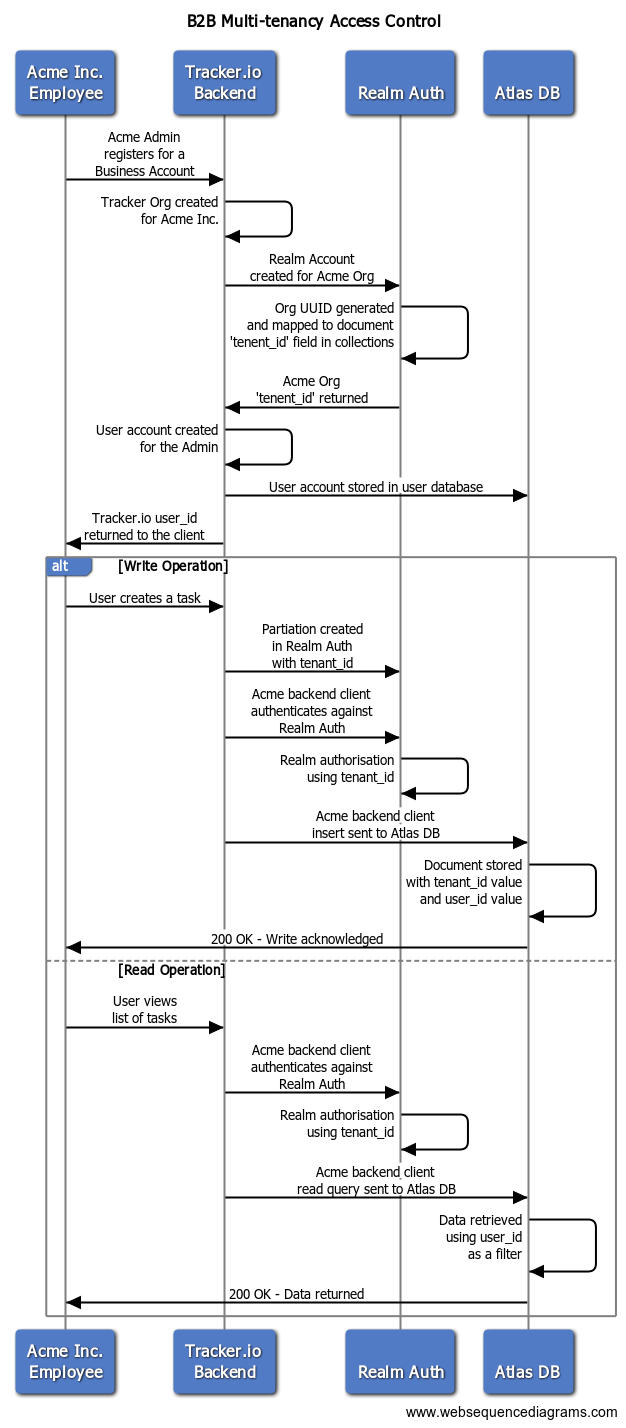 B2B Multi-tenancy Access Control
Acme Inc.
Employee
Tracker.io
Backend
Realm Auth
Atlas DB
Acme Admin
registers for a
Business Account
Tracker Org created
for Acme Inc.
Realm Account
created for Acme Org
Org UUID generated
and mapped to document
'tenant_id' field in collections
Acme Org
'tenant_id' returned
User account created
for the Admin
User account stored in user database
Tracker.io user_id
returned to the client
alt
[Write Operation]
User creates a task
Partiation created
in Realm Auth
with tenant_id
Acme backend client
authenticates against
Realm Auth
Realm authorisation
using tenant_id
Acme backend client
insert sent to Atlas DB
Document stored
with tenant_id value
and user_id value
200 OK - Write acknowledged
[Read Operation]
User views
list of tasks
Acme backend client
authenticates against
Realm Auth
Realm authorisation
using tenant_id
Acme backend client
read query sent to Atlas DB
Data retrieved
using user_id
as a filter
200 OK - Data returned
Acme Inc.
Employee
Tracker.io
Backend
Realm Auth
Atlas DB
www.websequencediagrams.com